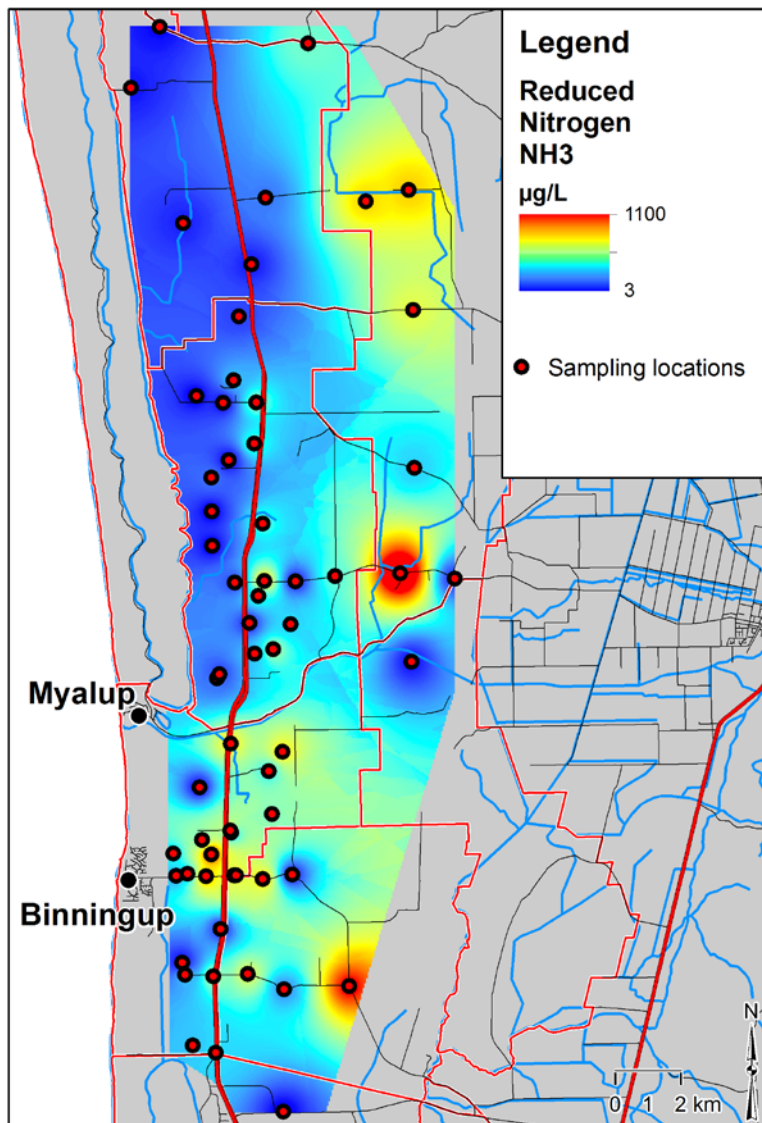 Legend
Reduced
Nitrogen
NH3
µg/L
1100
3
Sampling locations
Myalup
Binningup
N
0 1 2 km